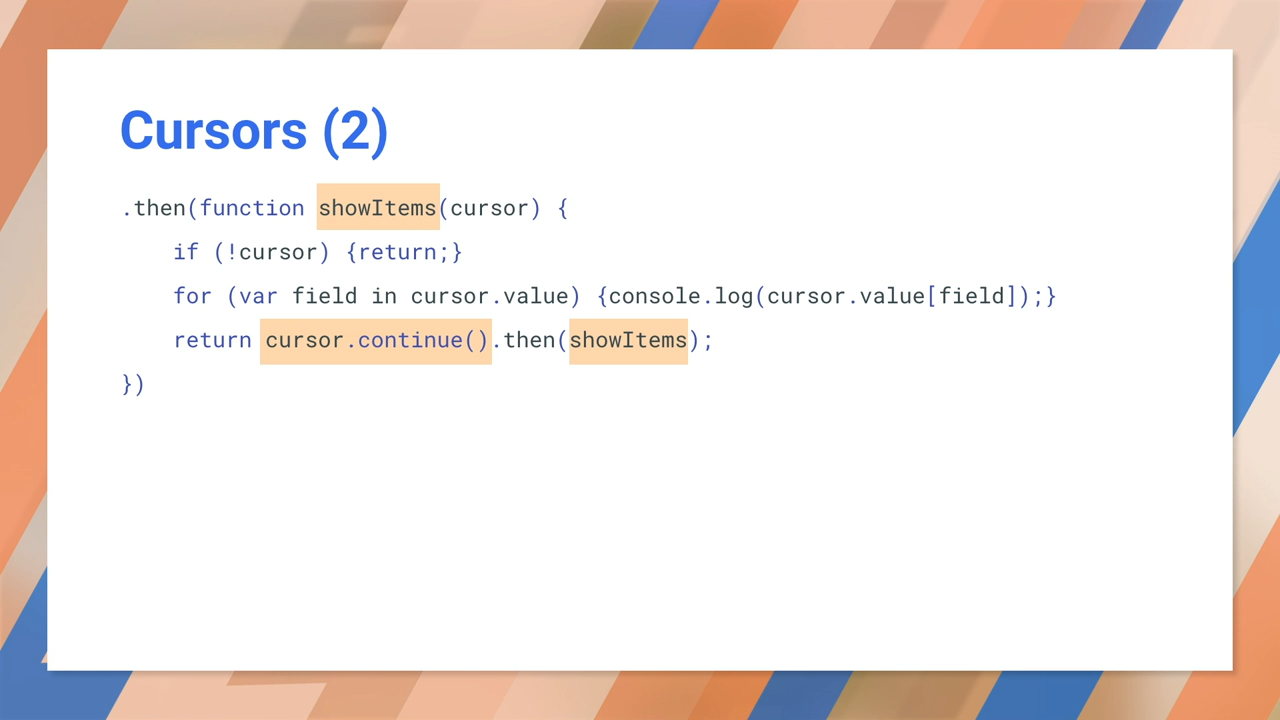 Cursors (2)
.then(function showItems(cursor) {
    if (!cursor) {return;}
    for (var field in cursor.value) {console.log(cursor.value[field]);}
    return cursor.continue().then(showItems);
})